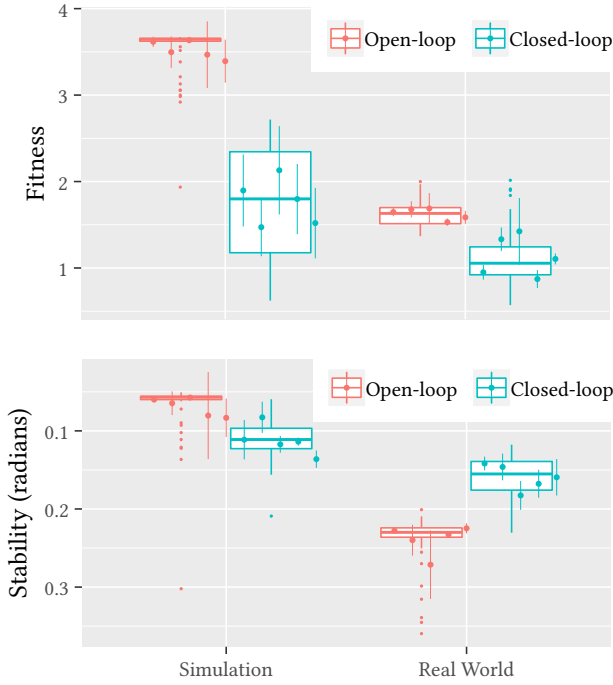 4
3
2
1
Fitness
Open-loop Closed-loop
0.1
0.2
0.3
Stability (radians)
Open-loop Closed-loop
Simulation Real World